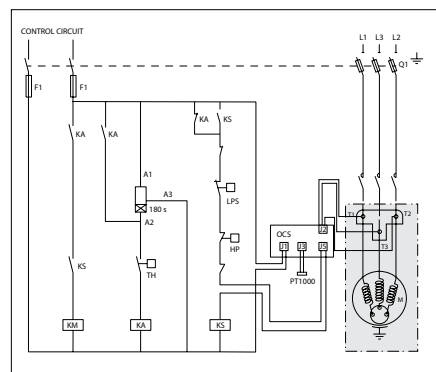 CONTROL CIRCUIT
L1 L3 L2
Q1
F1 F1
KA KA KA KS
A1
A3
180 s
A2
LPS
T1 T2
J2
OCS
T3
J1 J3 J5
HP
KS
TH
PT1000
M
KM KA KS